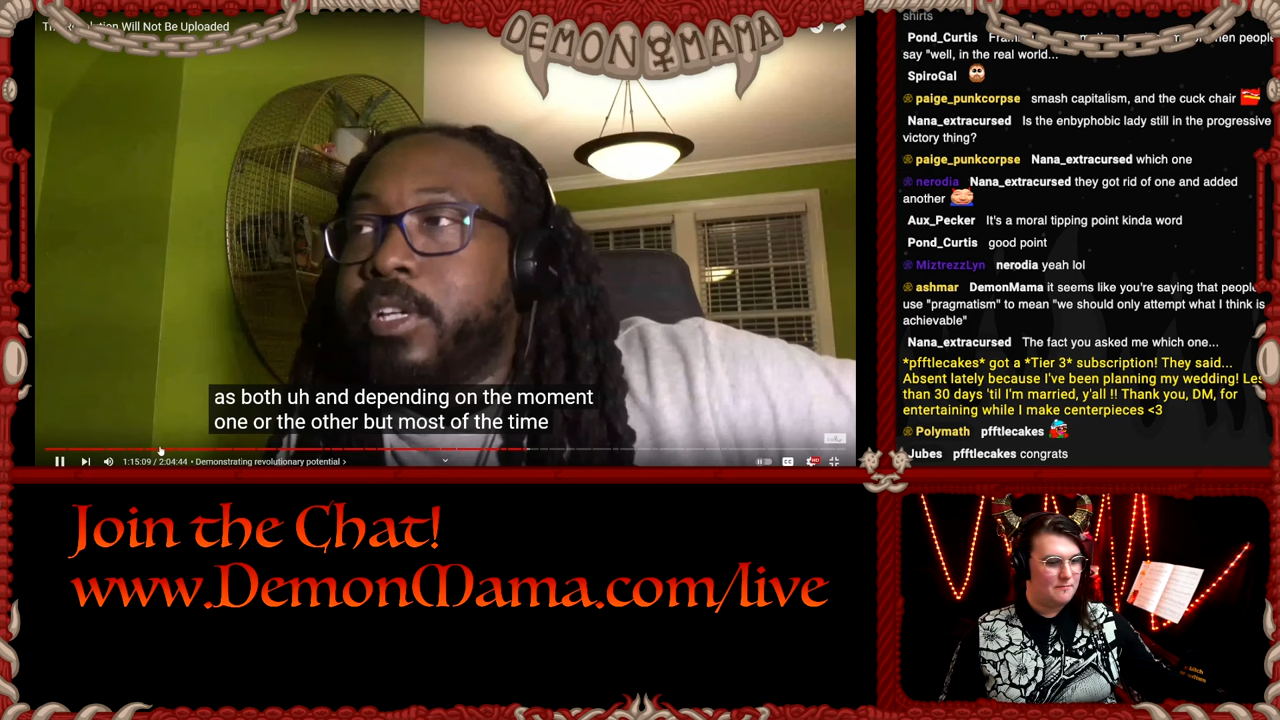 Th Will Not Be Uploaded
DEMON MAMA
as both uh and depending on the moment
one or the other but most of the time
1:15:09 / 2:04:44 • Demonstrating revolutionary potential ›
CC
HD
Join the Chat!
www.DemonMama.com/live
shirts
Pond_Curtis
say "well, in the real world...
SpiroGal
paige_punkcorpse smash capitalism, and the cuck chair
Nana_extracursed Is the enbyphobic lady still in the progressive
victory thing?
paige_punkcorpse Nana_extracursed which one
nerodia Nana_extracursed they got rid of one and added
another
Aux_Pecker It's a moral tipping point kinda word
Pond_Curtis good point
MiztrezzLyn nerodia yeah lol
ashmar DemonMama it seems like you're saying that people
use "pragmatism" to mean "we should only attempt what I think is
achievable"
Nana_extracursed The fact you asked me which one...
*pfftlecakes* got a *Tier 3* subscription! They said...
Absent lately because I've been planning my wedding! Les
than 30 days 'til I'm married, y'all !! Thank you, DM, for
entertaining while I make centerpieces <3
Polymath pfftlecakes
Jubes pfftlecakes congrats